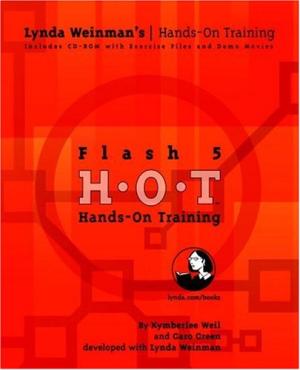 Lynda Weinman's | Hands-On Training
Includes CD-ROM with Exercise Files and Demo Movies
Flash 5
H·O·T™
Hands-On Training
lynda.com/books
By Kymberlee Weil
and Garo Green
developed with Lynda Weinman